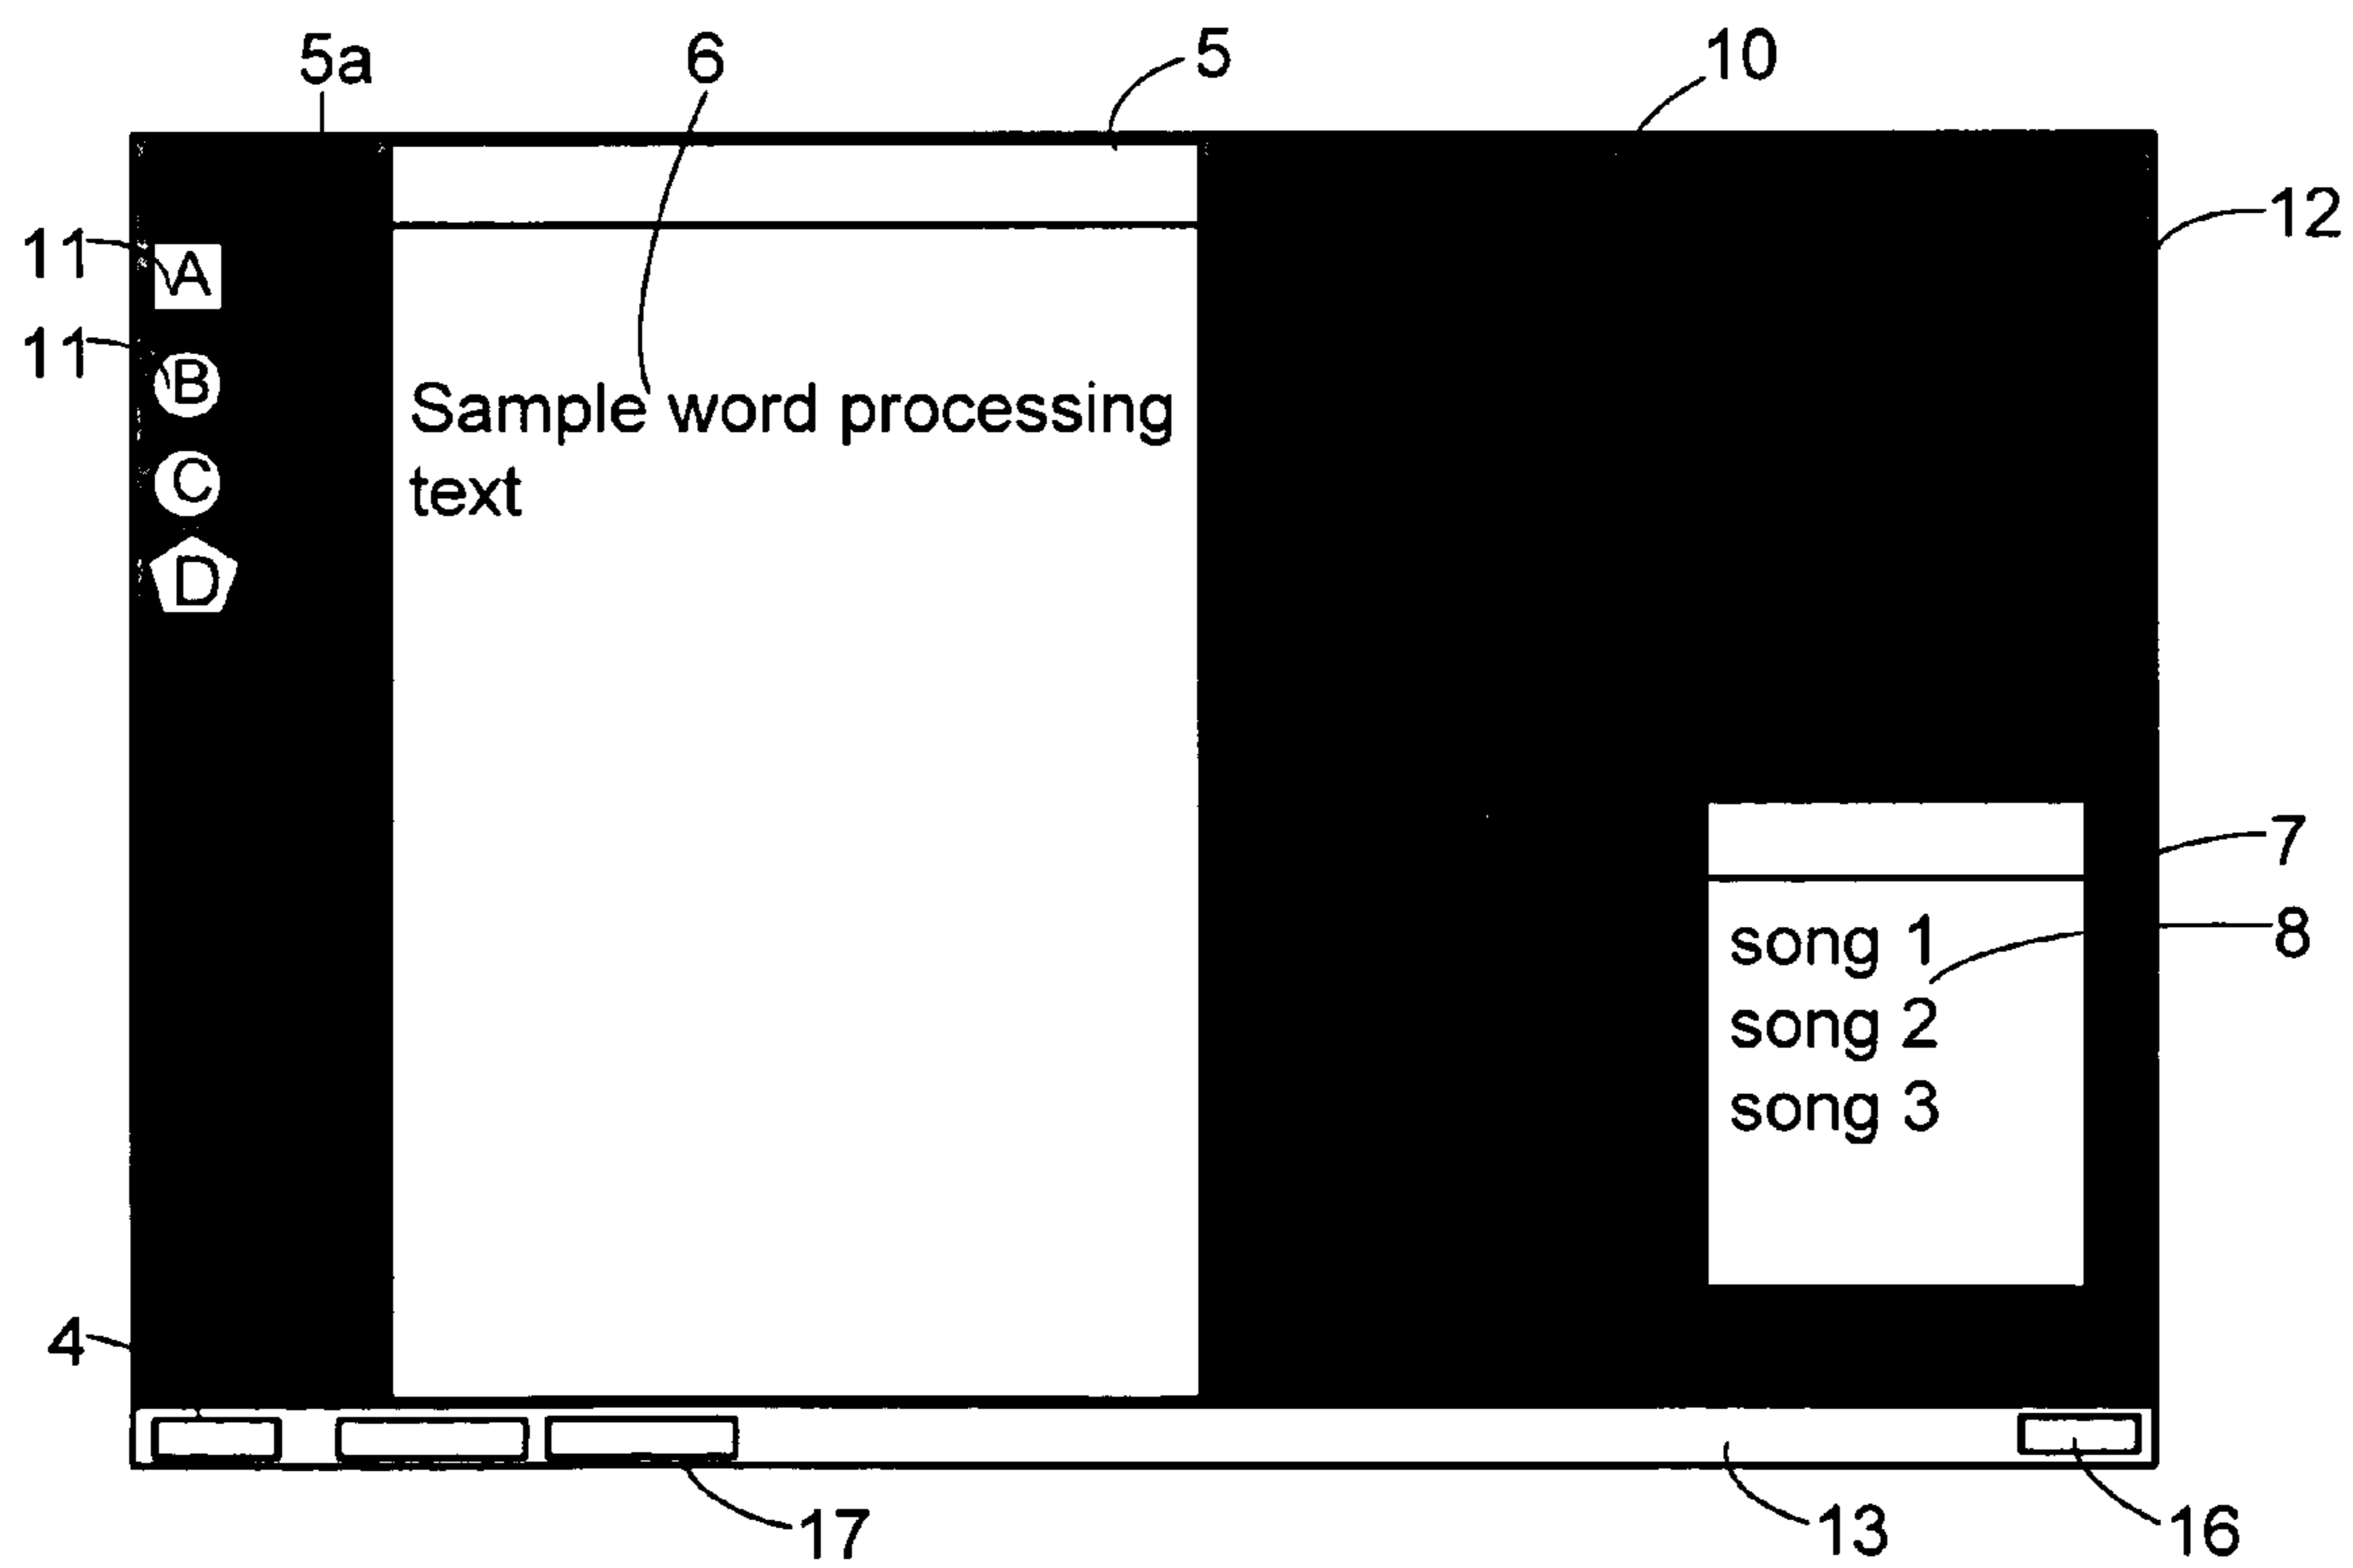 5a 6 5 10
12
11 A
11 B
Sample word processing
C
text
D
7
song 1
8
song 2
song 3
4
17 13 16